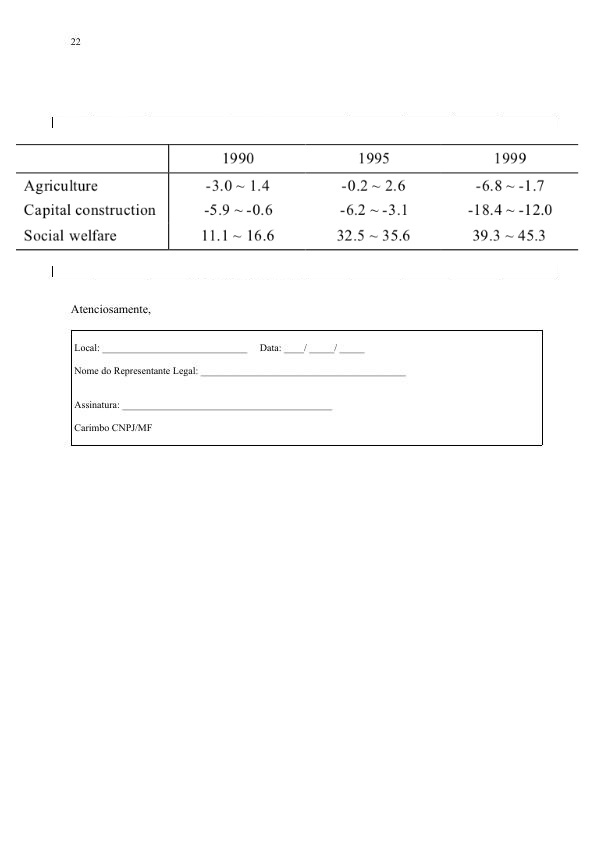 22
1990 1995 1999
Agriculture -3.0 ~ 1.4 -0.2 ~ 2.6 -6.8 ~ -1.7
Capital construction -5.9 ~ -0.6 -6.2 ~ -3.1 -18.4 ~ -12.0
Social welfare 11.1 ~ 16.6 32.5 ~ 35.6 39.3 ~ 45.3
Atenciosamente,
Local: _____________________________ Data: ____/ _____/ _____
Nome do Representante Legal: _________________________________________
Assinatura: __________________________________________
Carimbo CNPJ/MF